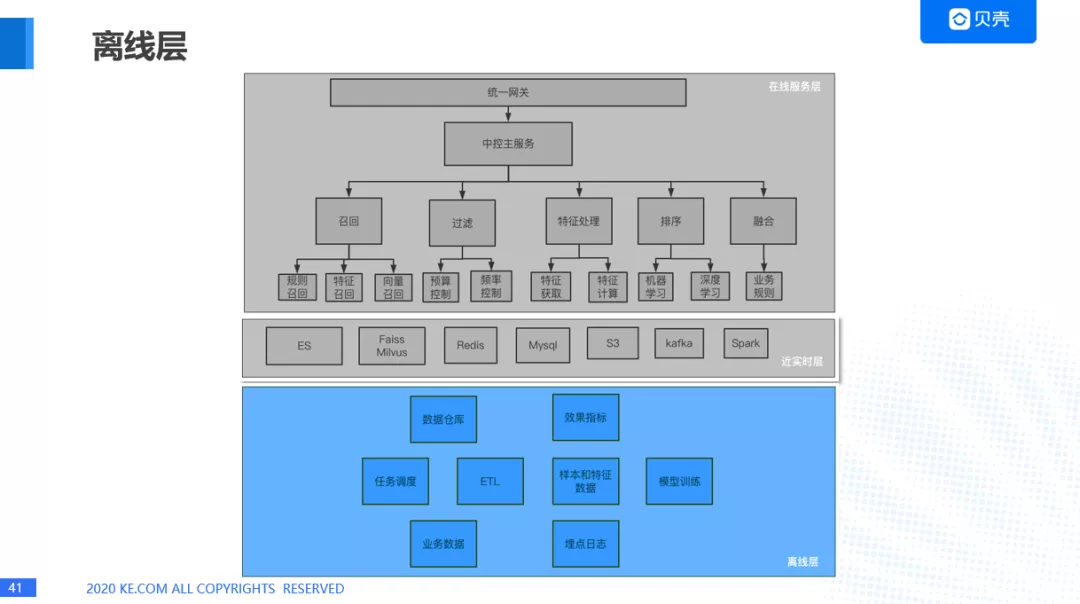 离线层
贝壳
在线服务层
统一网关
中控主服务
召回
过滤
特征处理
排序
融合
规则
召回
特征
召回
向量
召回
预算
控制
频率
控制
特征
获取
特征
计算
机器
学习
深度
学习
业务
规则
ES
Faiss
Milvus
Redis
Mysql
S3
kafka
Spark
近实时层
数据仓库
效果指标
任务调度
ETL
样本和特征
数据
模型训练
业务数据
埋点日志
离线层
41
2020 KE.COM ALL COPYRIGHTS RESERVED